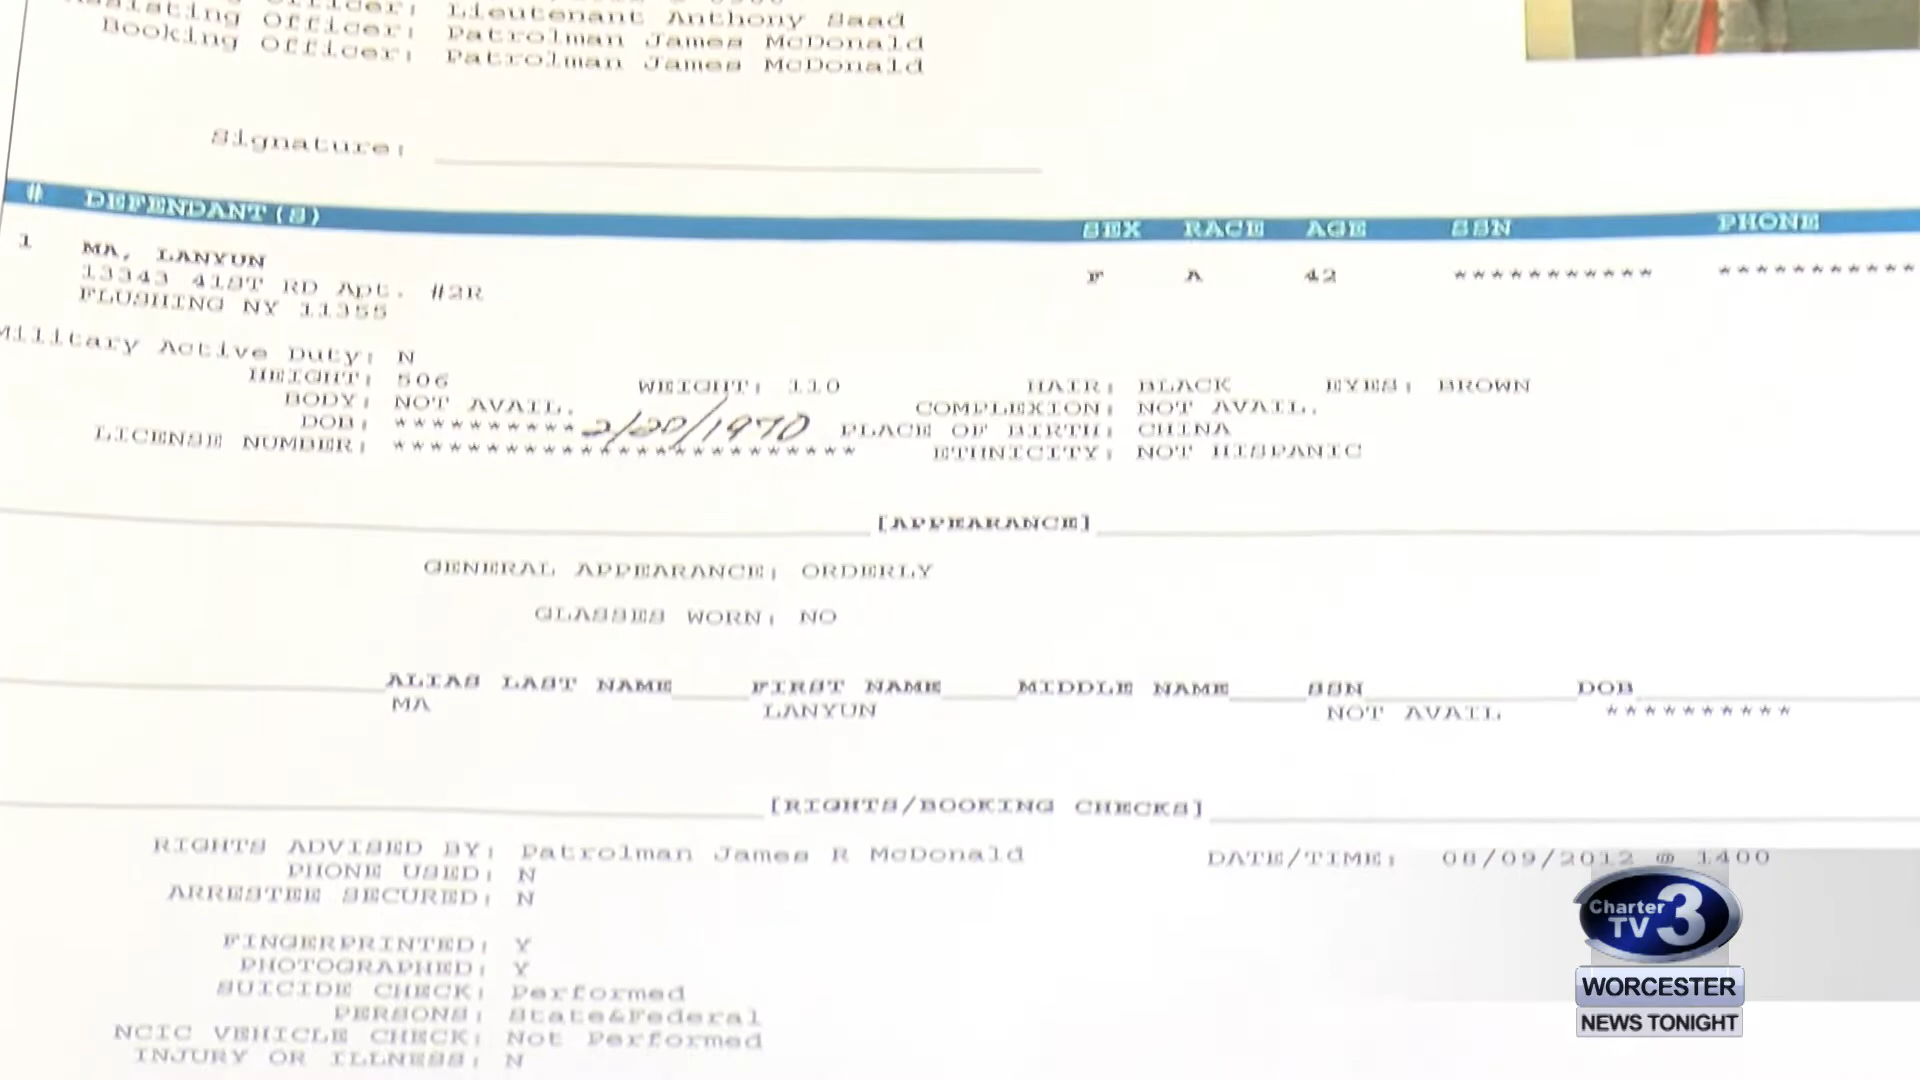 Officer: Lieutenant Anthony Saad
Assisting Officer: Patrolman James McDonald
Booking Officer: Patrolman James McDonald
Signature:
# DEFENDANT(S) SEX RACE AGE SSN PHONE
1 MA, LANYUN F A 42 *********** ***********
13343 41ST RD Apt. #2R
FLUSHING NY 11355
Military Active Duty: N
HEIGHT: 506 WEIGHT: 110 HAIR: BLACK EYES: BROWN
BODY: NOT AVAIL. COMPLEXION: NOT AVAIL.
DOB: ********** 2/20/1970 PLACE OF BIRTH: CHINA
LICENSE NUMBER: ************************* ETHNICITY: NOT HISPANIC
[APPEARANCE]
GENERAL APPEARANCE: ORDERLY
GLASSES WORN: NO
ALIAS LAST NAME FIRST NAME MIDDLE NAME SSN DOB
MA LANYUN NOT AVAIL **********
[RIGHTS/BOOKING CHECKS]
RIGHTS ADVISED BY: Patrolman James R McDonald DATE/TIME: 08/09/2012 @ 1400
PHONE USED: N
ARRESTEE SECURED: N
FINGERPRINTED: Y
PHOTOGRAPHED: Y
SUICIDE CHECK: Performed
PERSONS: State&Federal
NCIC VEHICLE CHECK: Not Performed
INJURY OR ILLNESS: N
Charter
TV 3
WORCESTER
NEWS TONIGHT